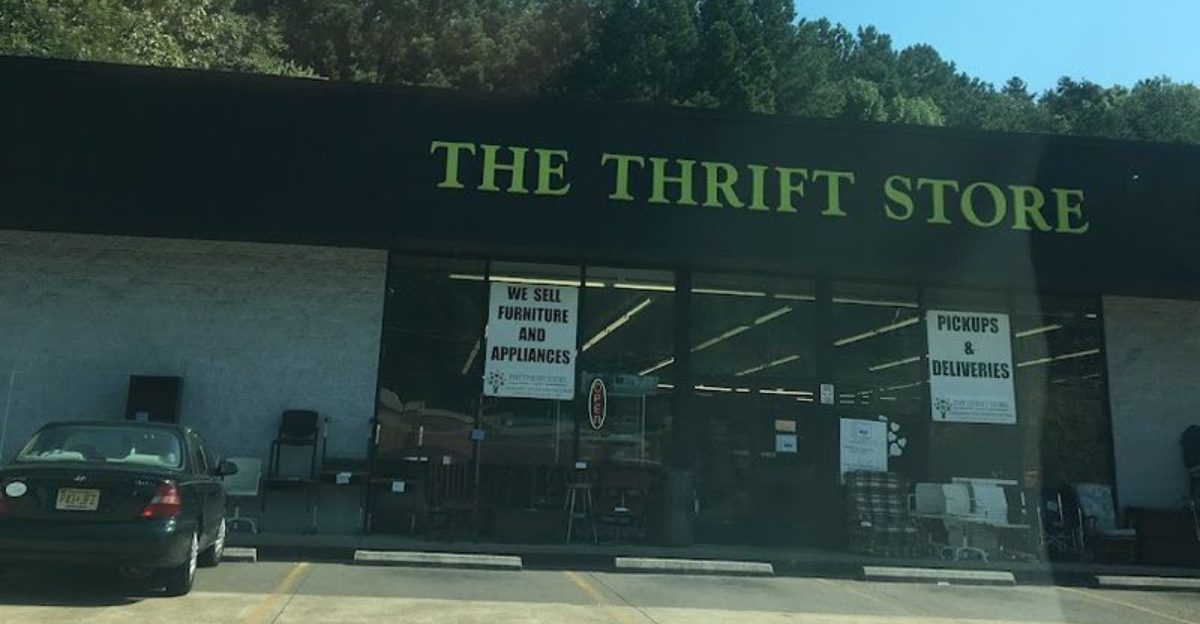 THE THRIFT STORE
WE SELL
FURNITURE
AND
APPLIANCES
PICKUPS
&
DELIVERIES
OPEN